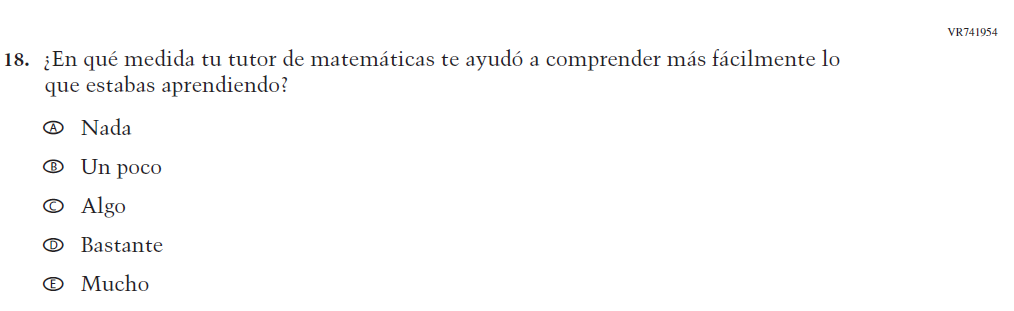 VR741954
18. ¿En qué medida tu tutor de matemáticas te ayudó a comprender más fácilmente lo
que estabas aprendiendo?
A Nada
B Un poco
C Algo
D Bastante
E Mucho